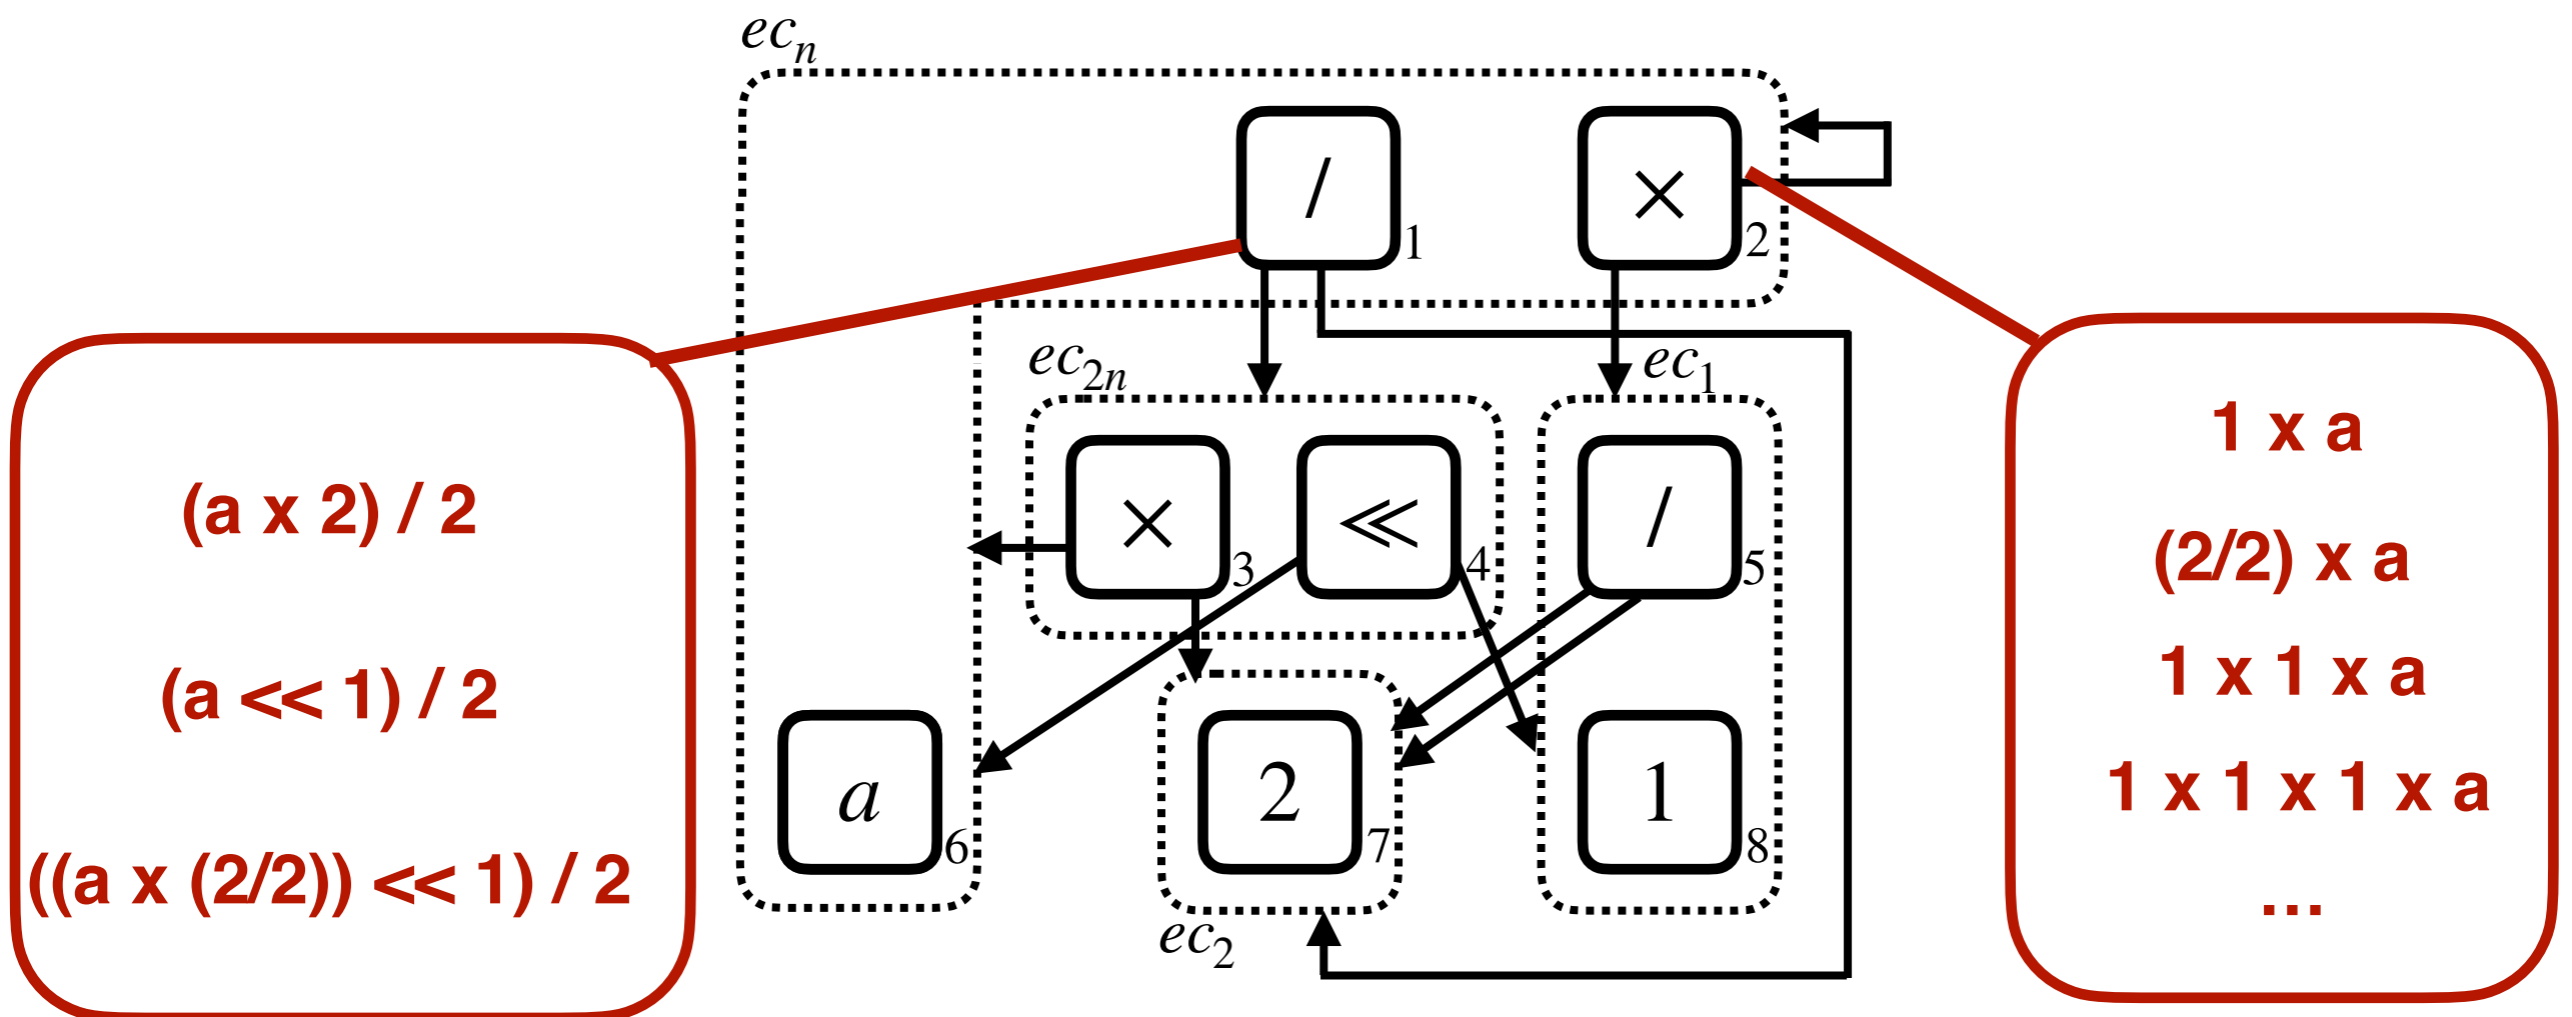 ecn
/ 1
× 2
ec2n
ec1
× 3
≪ 4
/ 5
a 6
2 7
1 8
ec2
(a x 2) / 2
(a << 1) / 2
((a x (2/2)) << 1) / 2
1 x a
(2/2) x a
1 x 1 x a
1 x 1 x 1 x a
...